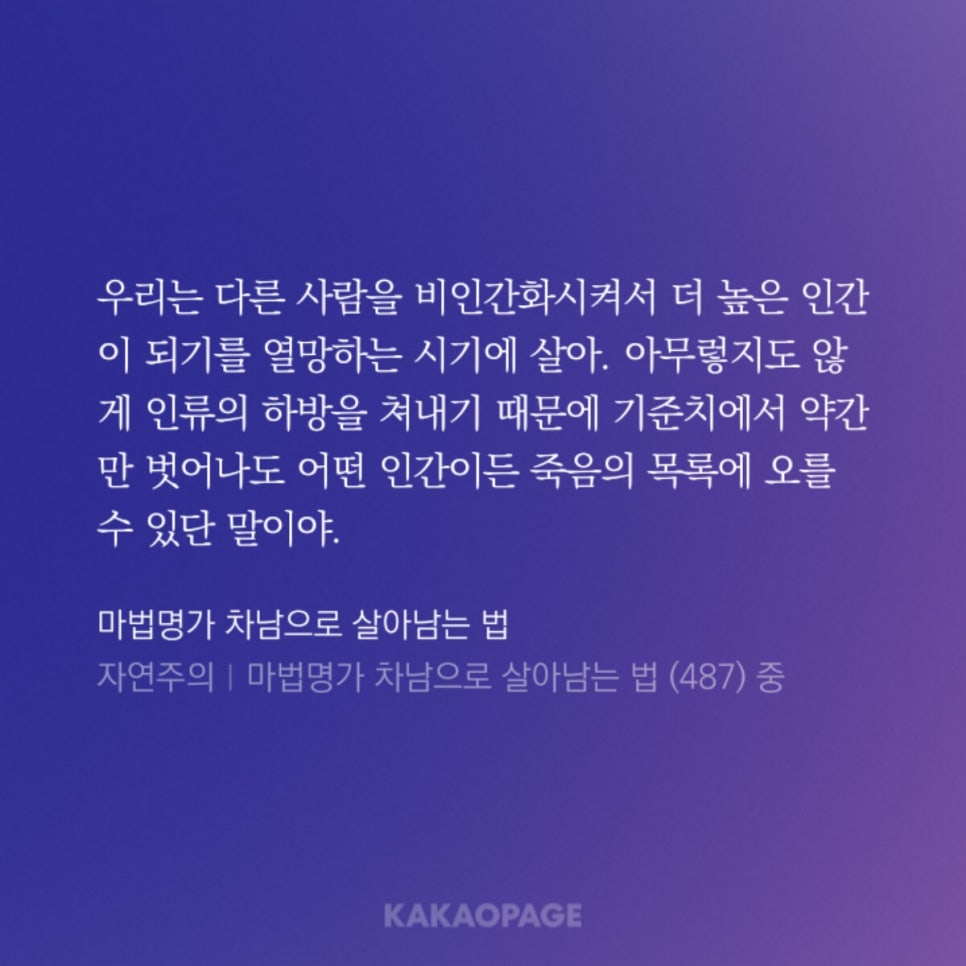 우리는 다른 사람을 비인간화시켜서 더 높은 인간
이 되기를 열망하는 시기에 살아. 아무렇지도 않
게 인류의 하방을 쳐내기 때문에 기준치에서 약간
만 벗어나도 어떤 인간이든 죽음의 목록에 오를
수 있단 말이야.
마법명가 차남으로 살아남는 법
자연주의 | 마법명가 차남으로 살아남는 법 (487) 중
KAKAOPAGE